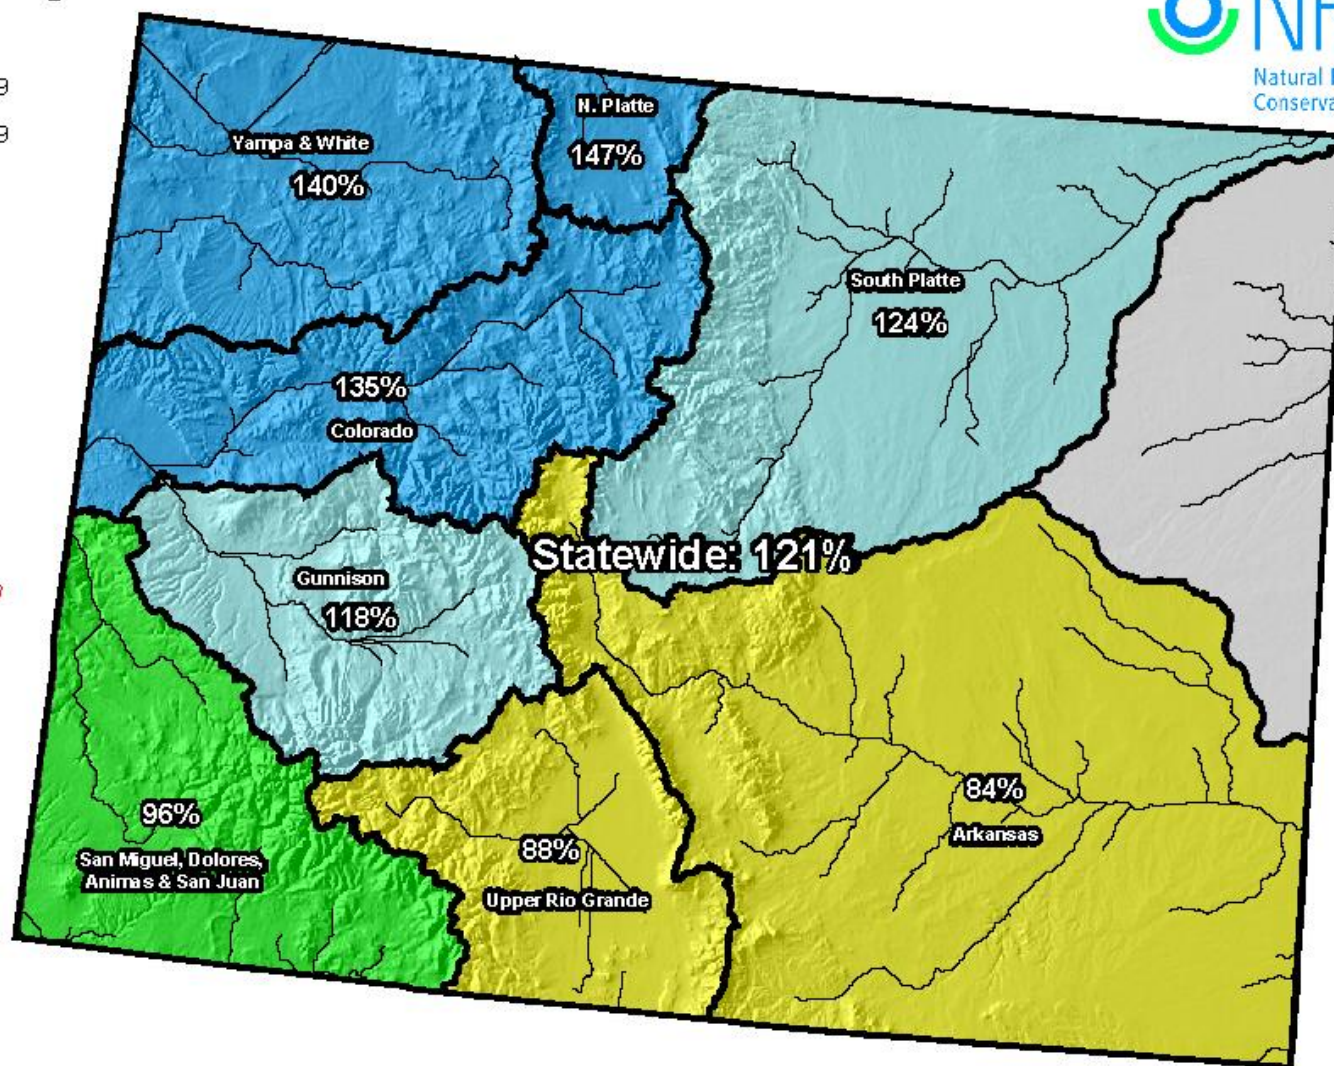 Natural
Conserva
N. Platte
147%
Yampa & White
140%
South Platte
124%
135%
Colorado
Statewide: 121%
Gunnison
118%
96%
San Miguel, Dolores,
Animas & San Juan
88%
Upper Rio Grande
84%
Arkansas